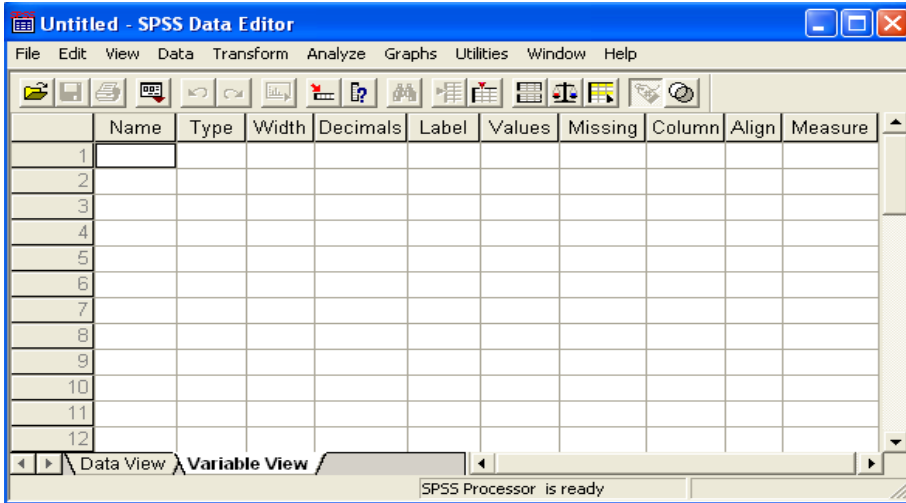 Untitled - SPSS Data Editor
File Edit View Data Transform Analyze Graphs Utilities Window Help
Name Type Width Decimals Label Values Missing Column Align Measure
1
2
3
4
5
6
7
8
9
10
11
12
Data View Variable View
SPSS Processor is ready